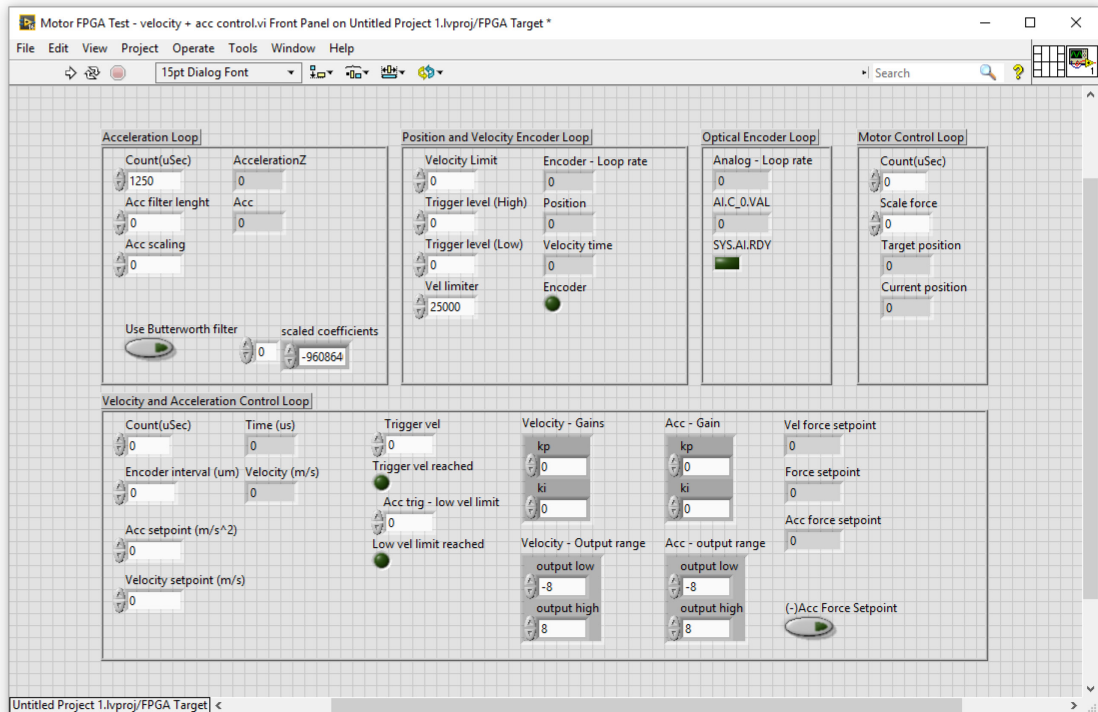 Motor FPGA Test - velocity + acc control.vi Front Panel on Untitled Project 1.lvproj/FPGA Target *
File Edit View Project Operate Tools Window Help
15pt Dialog Font Search ? 1
Acceleration Loop
Count(uSec) AccelerationZ
1250 0
Acc filter lenght Acc
0 0
Acc scaling
0
Use Butterworth filter scaled coefficients
0 -960864
Position and Velocity Encoder Loop
Velocity Limit Encoder - Loop rate
0 0
Trigger level (High) Position
0 0
Trigger level (Low) Velocity time
0 0
Vel limiter Encoder
25000
Optical Encoder Loop
Analog - Loop rate
0
AI.C_0.VAL
0
SYS.AI.RDY
Motor Control Loop
Count(uSec)
0
Scale force
0
Target position
0
Current position
0
Velocity and Acceleration Control Loop
Count(uSec) Time (us)
0 0
Encoder interval (um) Velocity (m/s)
0 0
Acc setpoint (m/s^2)
0
Velocity setpoint (m/s)
0
Trigger vel
0
Trigger vel reached
Acc trig - low vel limit
0
Low vel limit reached
Velocity - Gains
kp
0
ki
0
Velocity - Output range
output low
-8
output high
8
Acc - Gain
kp
0
ki
0
Acc - output range
output low
-8
output high
8
Vel force setpoint
0
Force setpoint
0
Acc force setpoint
0
(-)Acc Force Setpoint
Untitled Project 1.lvproj/FPGA Target